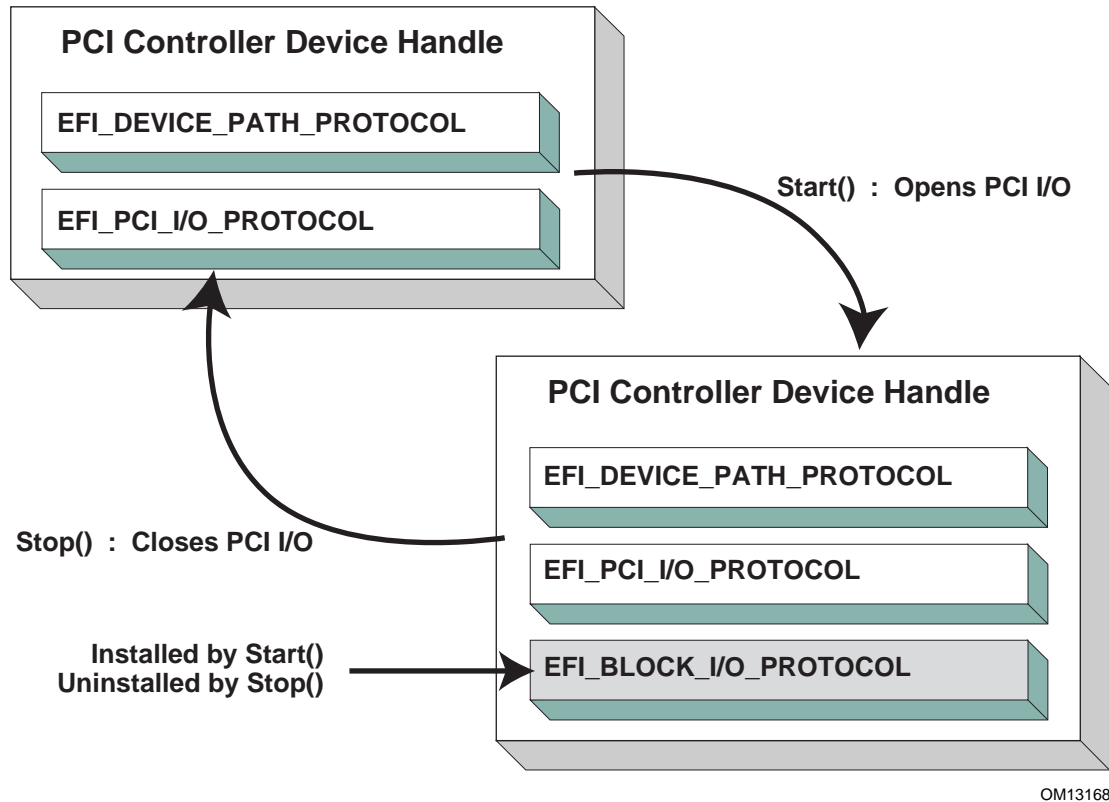 PCI Controller Device Handle
EFI_DEVICE_PATH_PROTOCOL
EFI_PCI_I/O_PROTOCOL
Start() : Opens PCI I/O
PCI Controller Device Handle
EFI_DEVICE_PATH_PROTOCOL
Stop() : Closes PCI I/O
EFI_PCI_I/O_PROTOCOL
Installed by Start()
Uninstalled by Stop()
EFI_BLOCK_I/O_PROTOCOL
OM13168